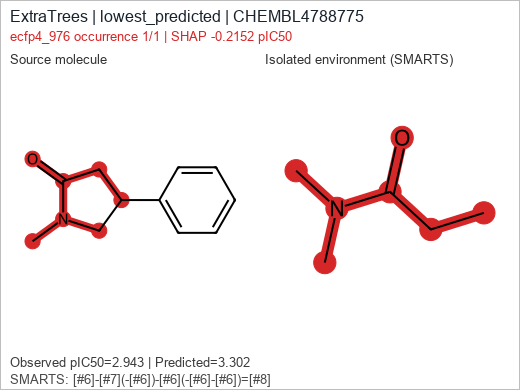 ExtraTrees | lowest_predicted | CHEMBL4788775
ecfp4_976 occurrence 1/1 | SHAP -0.2152 pIC50
Source molecule
Isolated environment (SMARTS)
O
O
N
N
Observed pIC50=2.943 | Predicted=3.302
SMARTS: [#6]-[#7](-[#6])-[#6](-[#6]-[#6])=[#8]